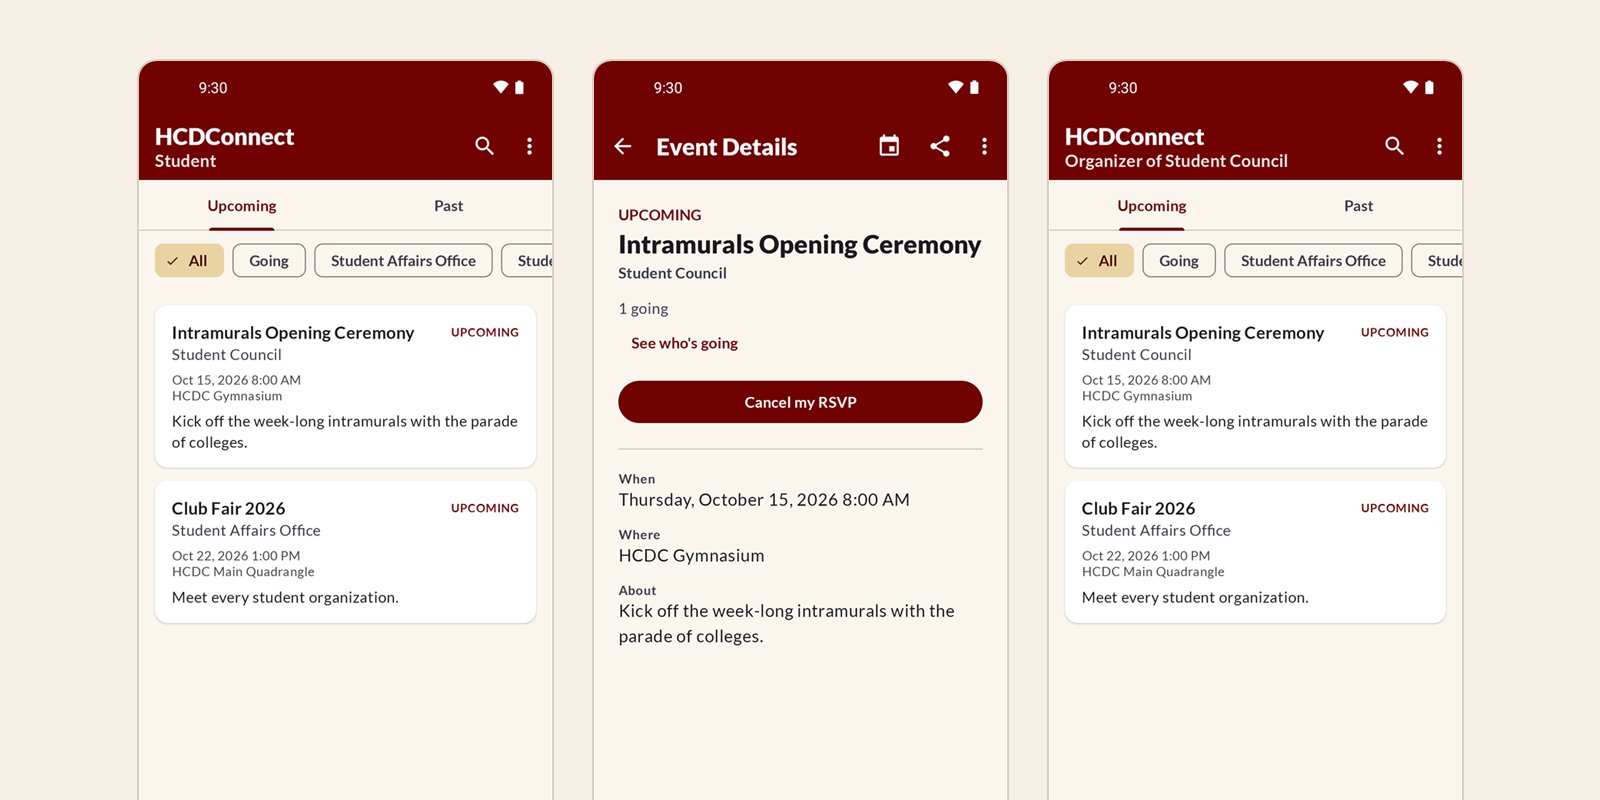 9:30
HCDConnect
Student
Upcoming
Past
All
Going
Student Affairs Office
Stude
Intramurals Opening Ceremony
UPCOMING
Student Council
Oct 15, 2026 8:00 AM
HCDC Gymnasium
Kick off the week-long intramurals with the parade
of colleges.
Club Fair 2026
UPCOMING
Student Affairs Office
Oct 22, 2026 1:00 PM
HCDC Main Quadrangle
Meet every student organization.
9:30
Event Details
UPCOMING
Intramurals Opening Ceremony
Student Council
1 going
See who's going
Cancel my RSVP
When
Thursday, October 15, 2026 8:00 AM
Where
HCDC Gymnasium
About
Kick off the week-long intramurals with the
parade of colleges.
9:30
HCDConnect
Organizer of Student Council
Upcoming
Past
All
Going
Student Affairs Office
Stude
Intramurals Opening Ceremony
UPCOMING
Student Council
Oct 15, 2026 8:00 AM
HCDC Gymnasium
Kick off the week-long intramurals with the parade
of colleges.
Club Fair 2026
UPCOMING
Student Affairs Office
Oct 22, 2026 1:00 PM
HCDC Main Quadrangle
Meet every student organization.